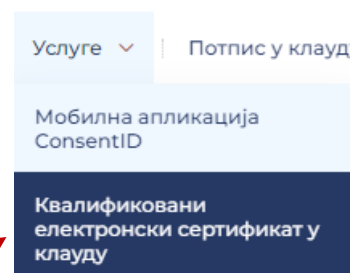 Услуге
Потпис у клауд
Мобилна апликација
ConsentID
Квалификовани
електронски сертификат у
клауду